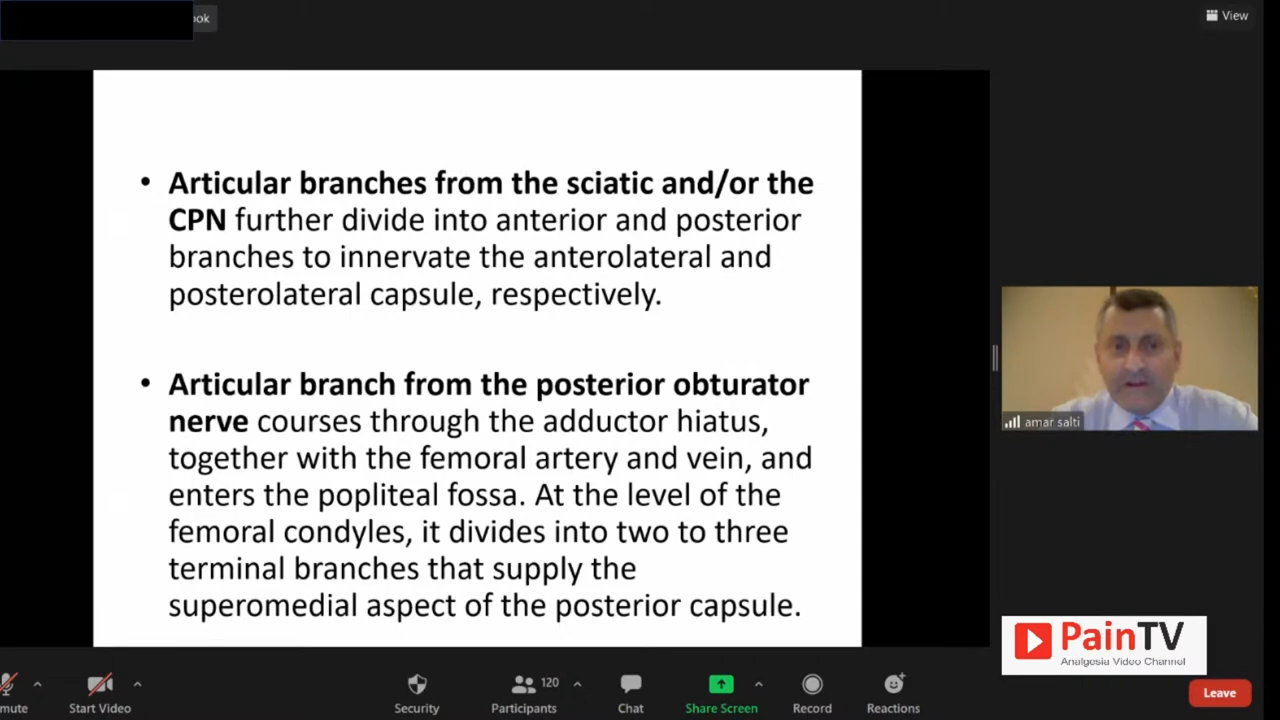 ook
View
• Articular branches from the sciatic and/or the
CPN further divide into anterior and posterior
branches to innervate the anterolateral and
posterolateral capsule, respectively.
• Articular branch from the posterior obturator
nerve courses through the adductor hiatus,
together with the femoral artery and vein, and
enters the popliteal fossa. At the level of the
femoral condyles, it divides into two to three
terminal branches that supply the
superomedial aspect of the posterior capsule.
amar salti
PainTV
Analgesia Video Channel
mute
Start Video
Security
Participants 120
Chat
Share Screen
Record
Reactions
Leave